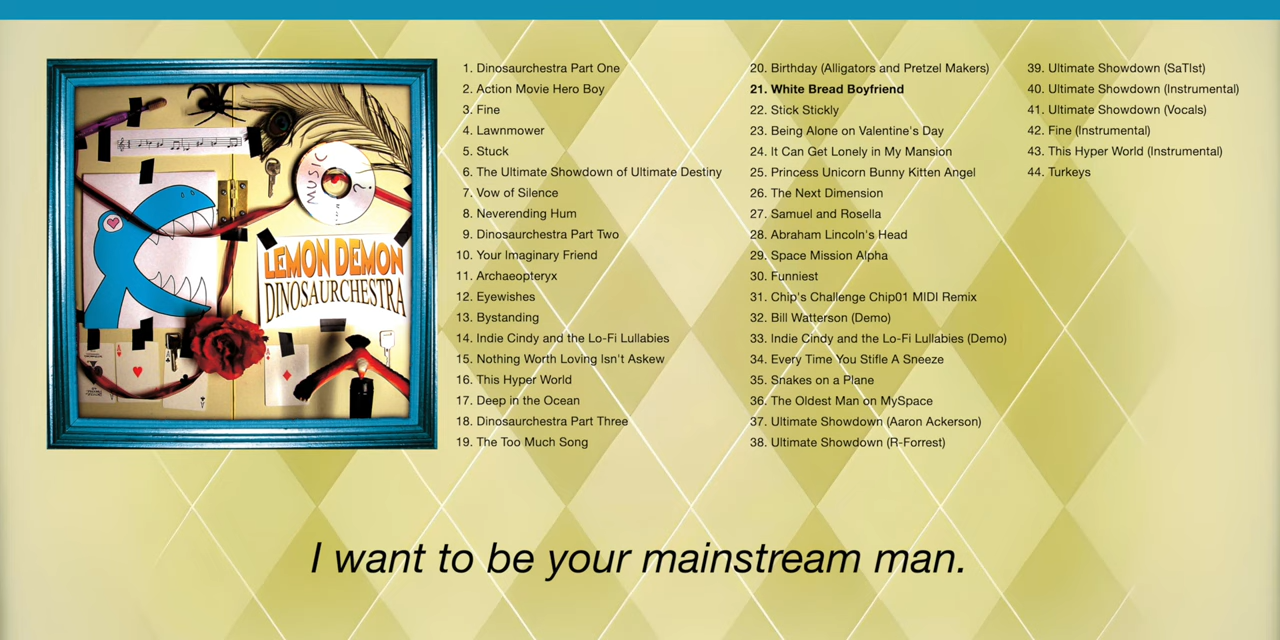 MUSIC
LEMON DEMON
DINOSAURCHESTRA
1. Dinosaurchestra Part One
2. Action Movie Hero Boy
3. Fine
4. Lawnmower
5. Stuck
6. The Ultimate Showdown of Ultimate Destiny
7. Vow of Silence
8. Neverending Hum
9. Dinosaurchestra Part Two
10. Your Imaginary Friend
11. Archaeopteryx
12. Eyewishes
13. Bystanding
14. Indie Cindy and the Lo-Fi Lullabies
15. Nothing Worth Loving Isn't Askew
16. This Hyper World
17. Deep in the Ocean
18. Dinosaurchestra Part Three
19. The Too Much Song
20. Birthday (Alligators and Pretzel Makers)
21. White Bread Boyfriend
22. Stick Stickly
23. Being Alone on Valentine's Day
24. It Can Get Lonely in My Mansion
25. Princess Unicorn Bunny Kitten Angel
26. The Next Dimension
27. Samuel and Rosella
28. Abraham Lincoln's Head
29. Space Mission Alpha
30. Funniest
31. Chip's Challenge Chip01 MIDI Remix
32. Bill Watterson (Demo)
33. Indie Cindy and the Lo-Fi Lullabies (Demo)
34. Every Time You Stifle A Sneeze
35. Snakes on a Plane
36. The Oldest Man on MySpace
37. Ultimate Showdown (Aaron Ackerson)
38. Ultimate Showdown (R-Forrest)
39. Ultimate Showdown (SaTIst)
40. Ultimate Showdown (Instrumental)
41. Ultimate Showdown (Vocals)
42. Fine (Instrumental)
43. This Hyper World (Instrumental)
44. Turkeys
I want to be your mainstream man.